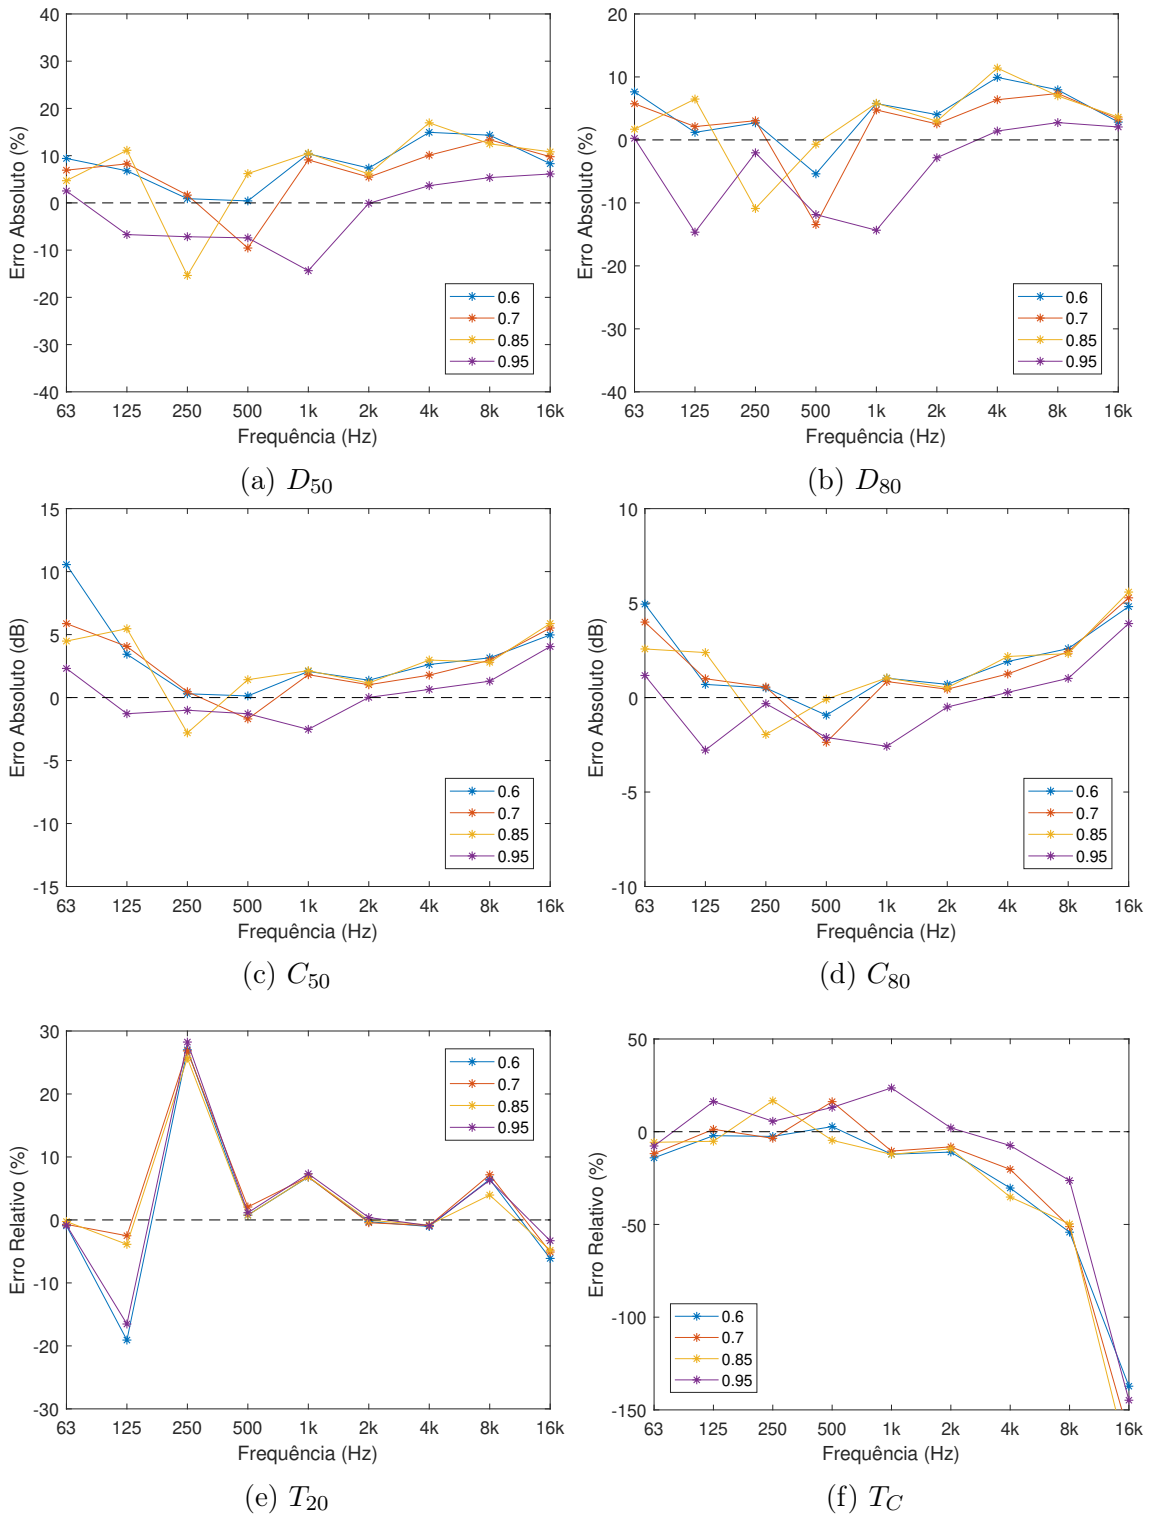 40
30
20
10
0
-10
-20
-30
-40
Erro Absoluto (%)
0.6
0.7
0.85
0.95
63 125 250 500 1k 2k 4k 8k 16k
Frequência (Hz)
(a) D50
20
10
0
-10
-20
-30
-40
Erro Absoluto (%)
0.6
0.7
0.85
0.95
63 125 250 500 1k 2k 4k 8k 16k
Frequência (Hz)
(b) D80
15
10
5
0
-5
-10
-15
Erro Absoluto (dB)
0.6
0.7
0.85
0.95
63 125 250 500 1k 2k 4k 8k 16k
Frequência (Hz)
(c) C50
10
5
0
-5
-10
Erro Absoluto (dB)
0.6
0.7
0.85
0.95
63 125 250 500 1k 2k 4k 8k 16k
Frequência (Hz)
(d) C80
30
20
10
0
-10
-20
-30
Erro Relativo (%)
0.6
0.7
0.85
0.95
63 125 250 500 1k 2k 4k 8k 16k
Frequência (Hz)
(e) T20
50
0
-50
-100
-150
Erro Relativo (%)
0.6
0.7
0.85
0.95
63 125 250 500 1k 2k 4k 8k 16k
Frequência (Hz)
(f) TC